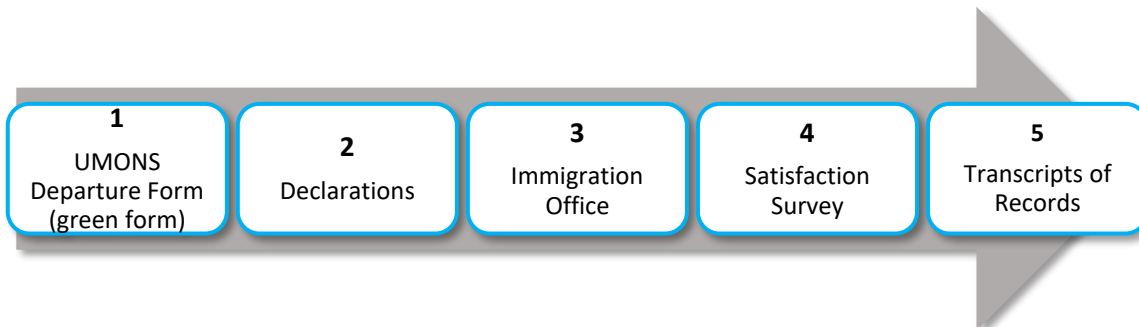 1
UMONS
Departure Form
(green form)
2
Declarations
3
Immigration
Office
4
Satisfaction
Survey
5
Transcripts of
Records